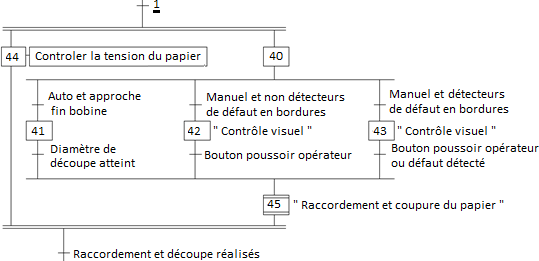 1
44
Controler la tension du papier
40
Auto et approche
fin bobine
Manuel et non détecteurs
de défaut en bordures
Manuel et détecteurs
de défaut en bordures
41
42
" Contrôle visuel "
43
" Contrôle visuel "
Diamètre de
découpe atteint
Bouton poussoir opérateur
Bouton poussoir opérateur
ou défaut détecté
45
" Raccordement et coupure du papier "
Raccordement et découpe réalisés